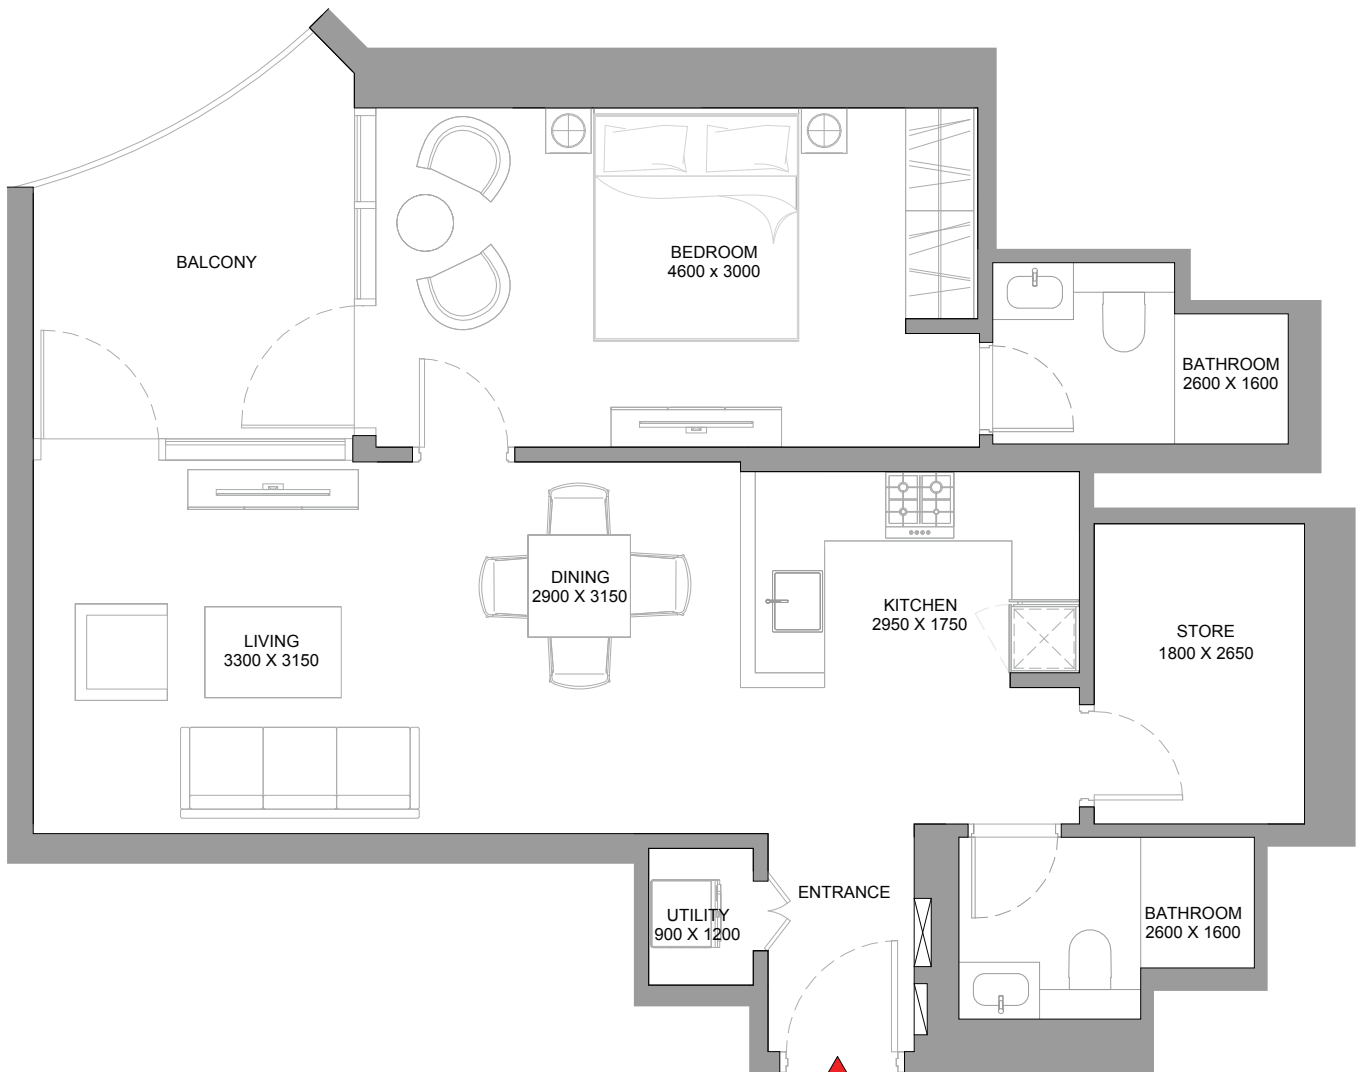 BALCONY
BEDROOM
4600 x 3000
BATHROOM
2600 X 1600
DINING
2900 X 3150
KITCHEN
2950 X 1750
LIVING
3300 X 3150
STORE
1800 X 2650
ENTRANCE
UTILITY
900 X 1200
BATHROOM
2600 X 1600